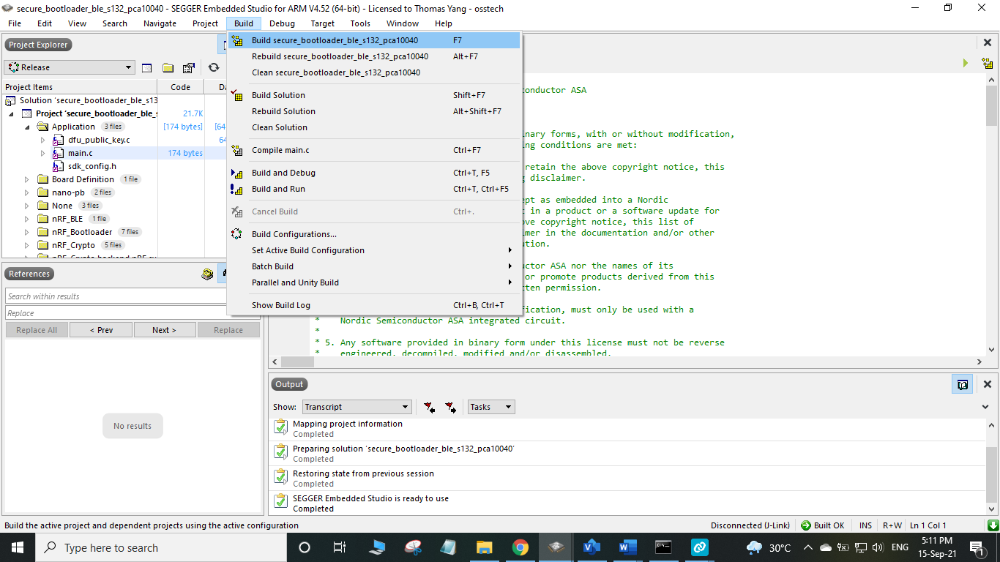 secure_bootloader_ble_s132_pca10040 - SEGGER Embedded Studio for ARM V4.52 (64-bit) - Licensed to Thomas Yang - osstech
File Edit View Search Navigate Project Build Debug Target Tools Window Help
Project Explorer
Release
Project Items Code Da
Solution ‘secure_bootloader_ble_s13
Project ‘secure_bootloader_ble_s 21.7K
Application 3 files [174 bytes] [64
dfu_public_key.c 64
main.c 174 bytes
sdk_config.h
Board Definition 1 file
nano-pb 2 files
None 3 files
nRF_BLE 1 file
nRF_Bootloader 7 files
nRF_Crypto 5 files
nRF_Crypto backend nRF sw
Build secure_bootloader_ble_s132_pca10040 F7
Rebuild secure_bootloader_ble_s132_pca10040 Alt+F7
Clean secure_bootloader_ble_s132_pca10040
Build Solution Shift+F7
Rebuild Solution Alt+Shift+F7
Clean Solution
Compile main.c Ctrl+F7
Build and Debug Ctrl+T, F5
Build and Run Ctrl+T, Ctrl+F5
Cancel Build Ctrl+.
Build Configurations...
Set Active Build Configuration
Batch Build
Parallel and Unity Build
Show Build Log Ctrl+B, Ctrl+T
onductor ASA
inary forms, with or without modification,
ing conditions are met:
retain the above copyright notice, this
g disclaimer.
ept as embedded into a Nordic
t in a product or a software update for
ove copyright notice, this list of
imer in the documentation and/or other
ution.
uctor ASA nor the names of its
or promote products derived from this
tten permission.
fication, must only be used with a
* Nordic Semiconductor ASA integrated circuit.
*
* 5. Any software provided in binary form under this license must not be reverse
* engineered, decompiled, modified and/or disassembled.
References
Search within results
Replace
Replace All < Prev Next > Replace
No results
Output
Show: Transcript Tasks
Mapping project information
Completed
Preparing solution ‘secure_bootloader_ble_s132_pca10040’
Completed
Restoring state from previous session
Completed
SEGGER Embedded Studio is ready to use
Completed
Build the active project and dependent projects using the active configuration Disconnected (J-Link) Built OK INS R+W Ln 1 Col 1
Type here to search 30°C ENG 5:11 PM
15-Sep-21
1